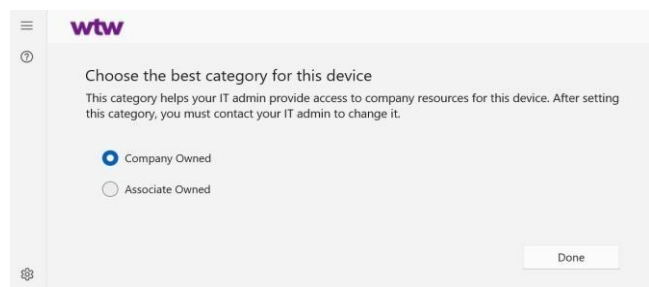 wtw
Choose the best category for this device
This category helps your IT admin provide access to company resources for this device. After setting
this category, you must contact your IT admin to change it.
Company Owned
Associate Owned
Done